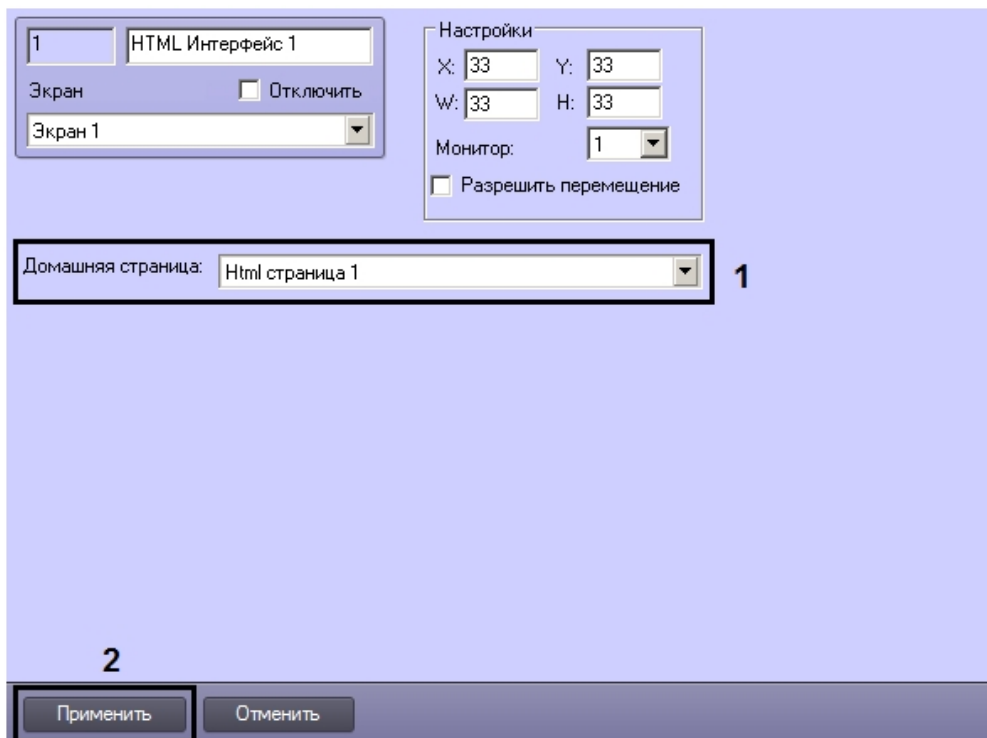 1
HTML Интерфейс 1
Экран
Отключить
Экран 1
Настройки
X: 33
Y: 33
W: 33
H: 33
Монитор: 1
Разрешить перемещение
Домашняя страница: Html страница 1
1
2
Применить
Отменить